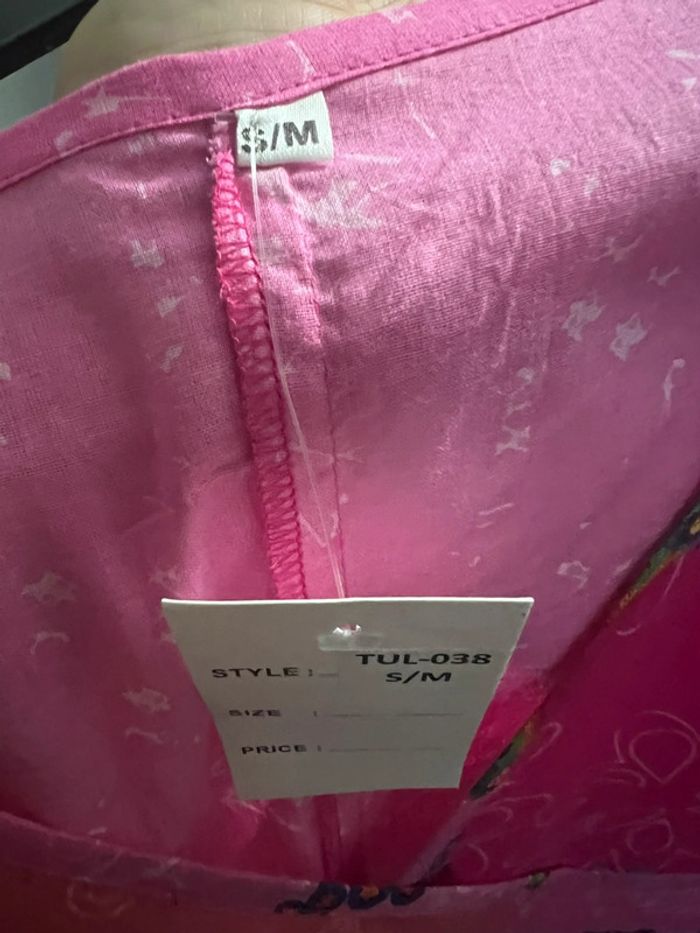 S/M
TUL-038
STYLE :
S/M
SIZE :
PRICE :